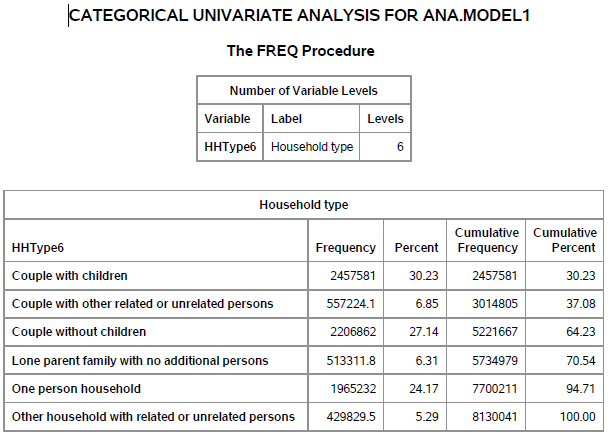 CATEGORICAL UNIVARIATE ANALYSIS FOR ANA.MODEL1
The FREQ Procedure
Number of Variable Levels
Variable Label Levels
HHType6 Household type 6
Household type
HHType6 Frequency Percent Cumulative Frequency Cumulative Percent
Couple with children 2457581 30.23 2457581 30.23
Couple with other related or unrelated persons 557224.1 6.85 3014805 37.08
Couple without children 2206862 27.14 5221667 64.23
Lone parent family with no additional persons 513311.8 6.31 5734979 70.54
One person household 1965232 24.17 7700211 94.71
Other household with related or unrelated persons 429829.5 5.29 8130041 100.00